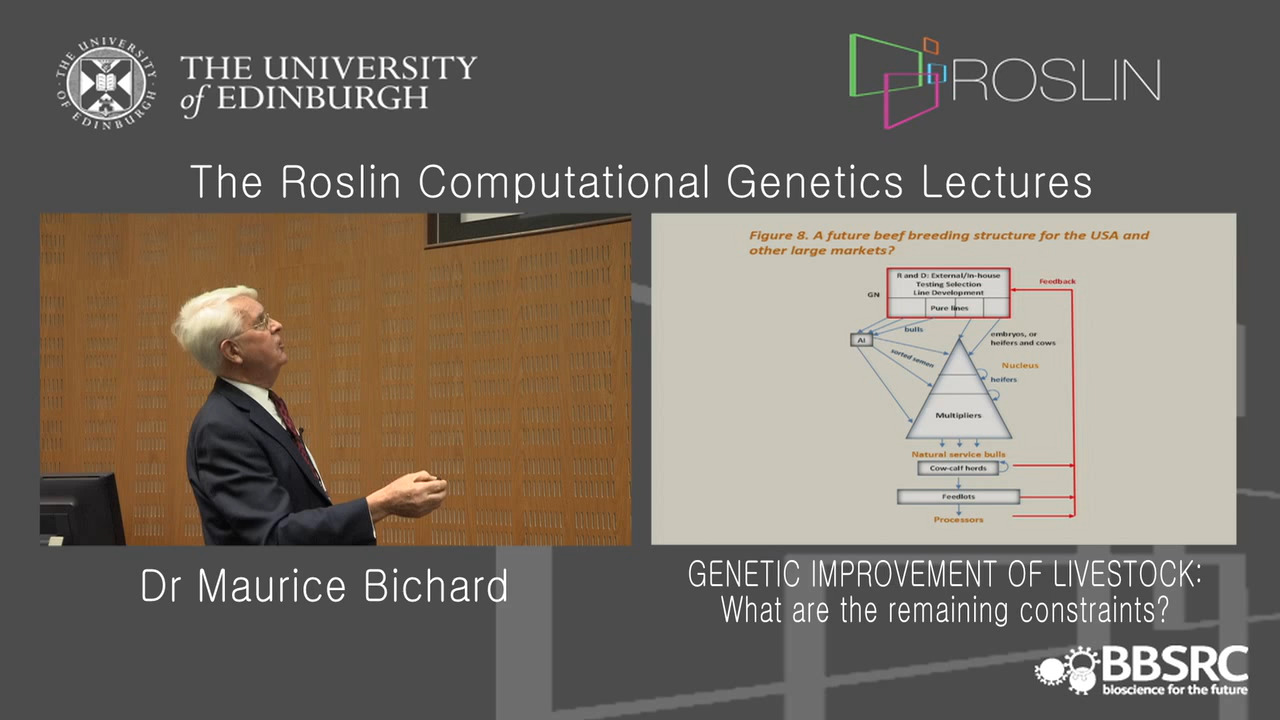 THE UNIVERSITY
of EDINBURGH
THE UNIVERSITY OF EDINBURGH
ROSLIN
The Roslin Computational Genetics Lectures
Figure 8. A future beef breeding structure for the USA and
other large markets?
R and D: External/In-house
Testing Selection
Line Development
Pure lines
GN
Feedback
bulls
AI
sorted semen
embryos, or
heifers and cows
Nucleus
heifers
Multipliers
Natural service bulls
Cow-calf herds
Feedlots
Processors
Dr Maurice Bichard
GENETIC IMPROVEMENT OF LIVESTOCK:
What are the remaining constraints?
BBSRC
bioscience for the future